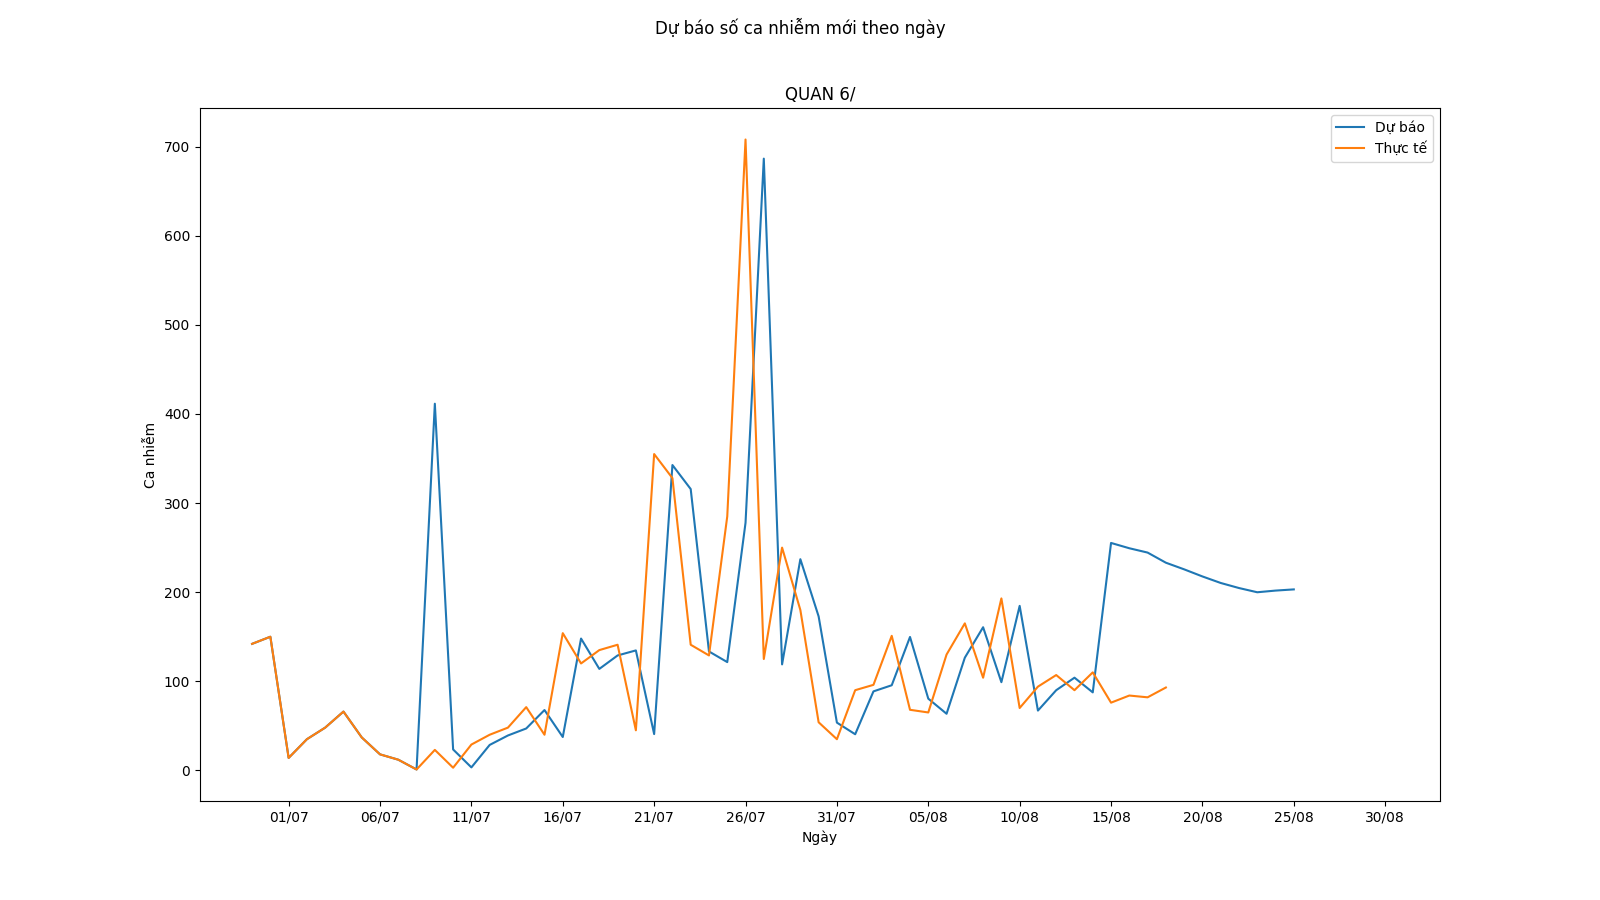 Dự báo số ca nhiễm mới theo ngày
QUAN 6/
Dự báo
Thực tế
700
600
500
400
300
200
100
0
Ca nhiễm
01/07 06/07 11/07 16/07 21/07 26/07 31/07 05/08 10/08 15/08 20/08 25/08 30/08
Ngày